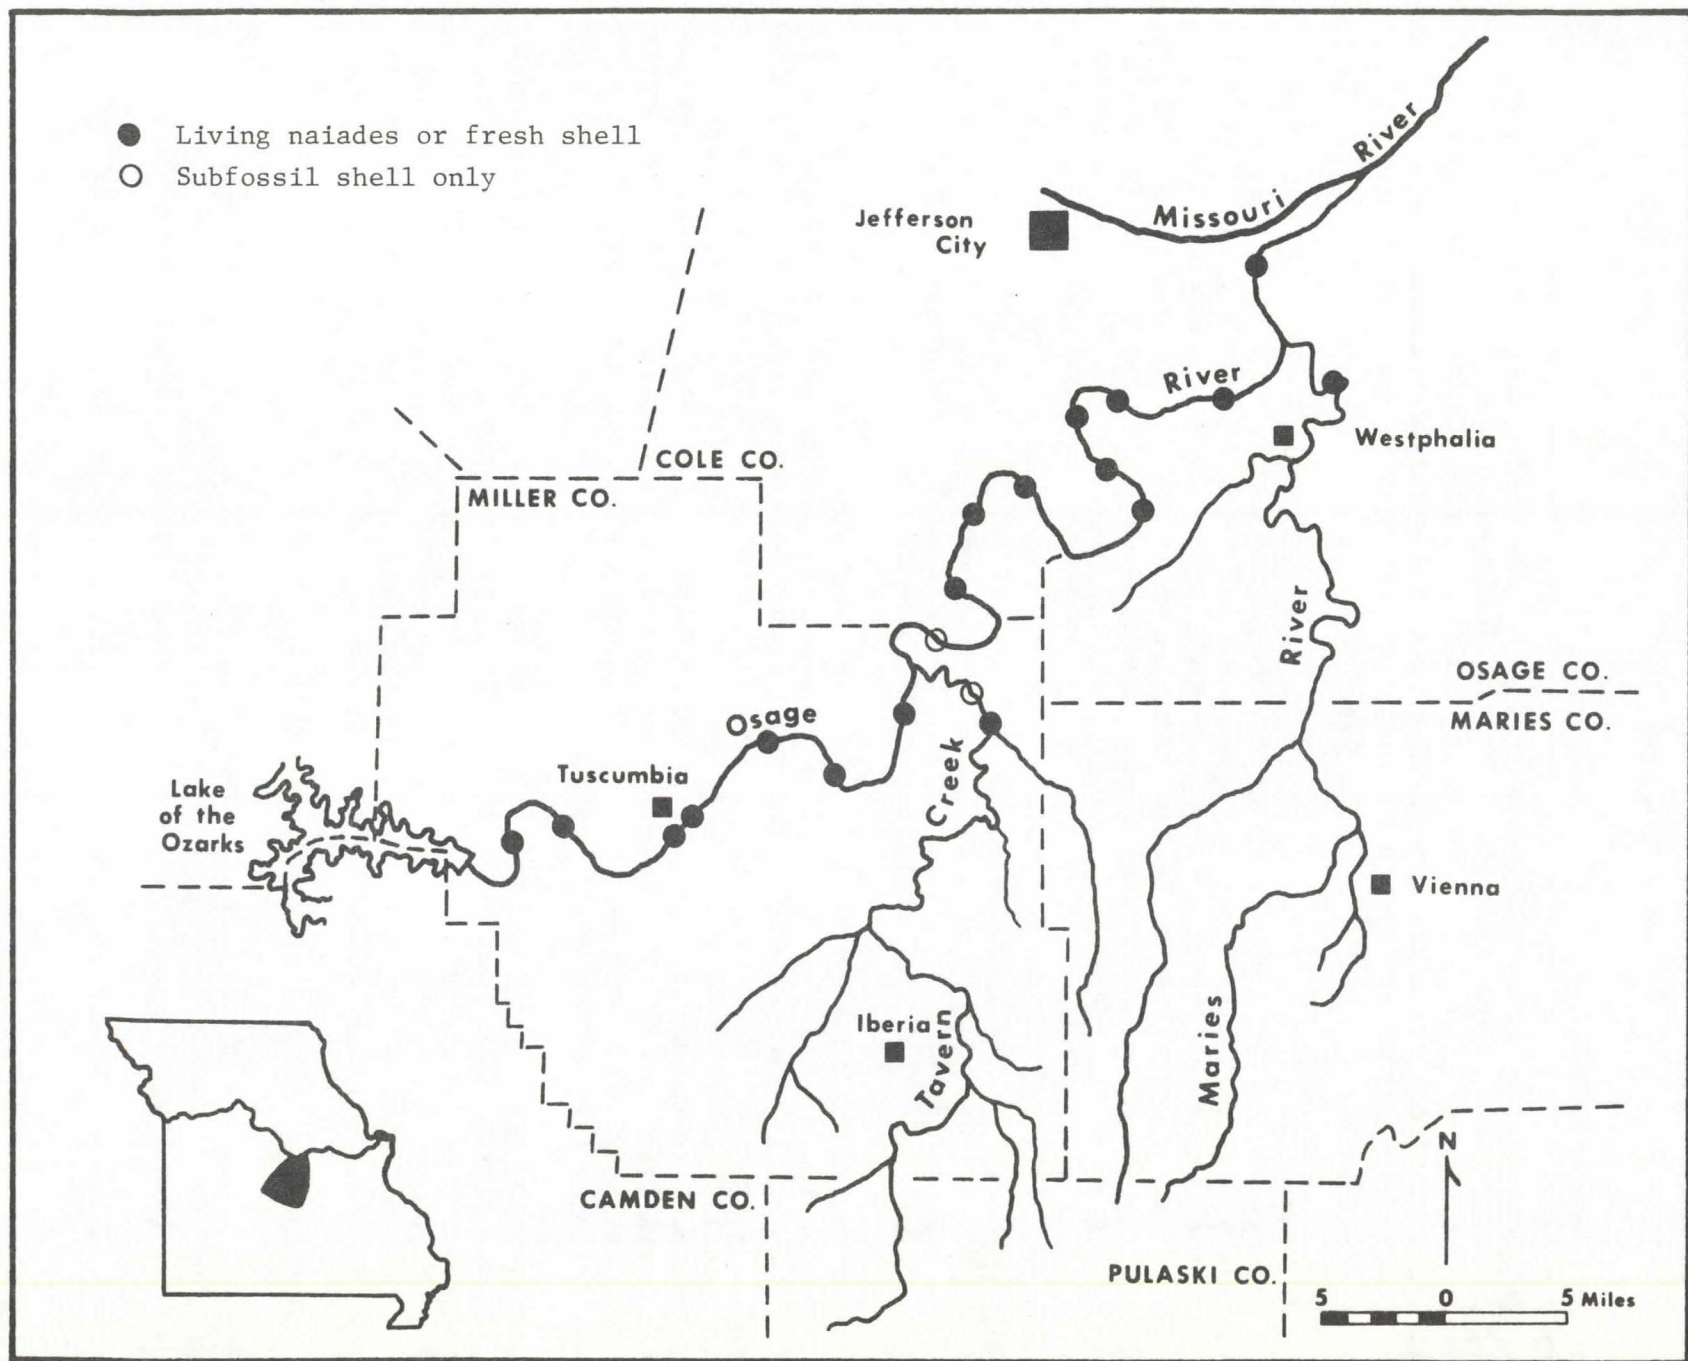 Living naiades or fresh shell
Subfossil shell only
Missouri River
Jefferson
City
River
Westphalia
COLE CO.
MILLER CO.
River
OSAGE CO.
MARIES CO.
Osage
Creek
Tuscumbia
Lake
of the
Ozarks
Vienna
Iberia
Tavern
Maries
N
CAMDEN CO.
PULASKI CO.
5 0 5 Miles